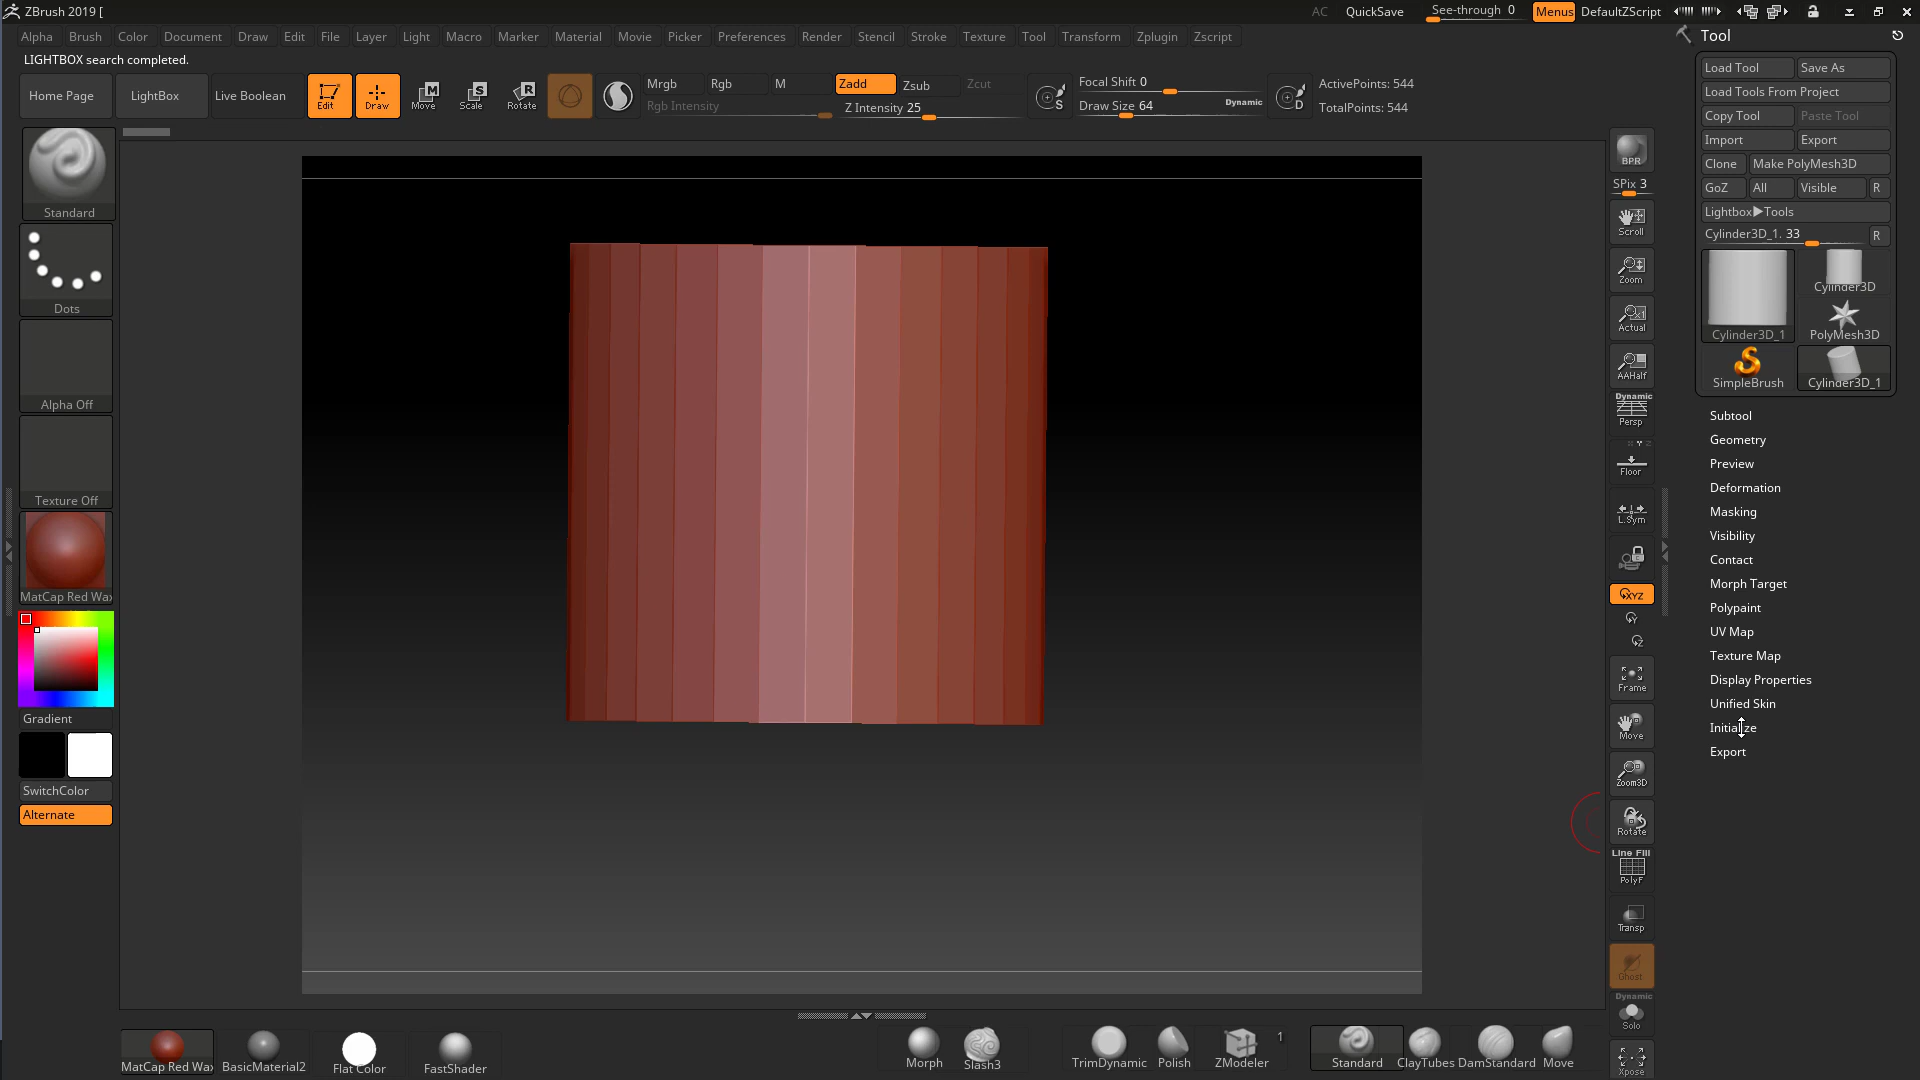 ZBrush 2019 [
AC QuickSave See-through 0 Menus DefaultZScript
Alpha Brush Color Document Draw Edit File Layer Light Macro Marker Material Movie Picker Preferences Render Stencil Stroke Texture Tool Transform Zplugin Zscript
LIGHTBOX search completed.
Home Page LightBox Live Boolean Edit Draw Move Scale Rotate
M S R
Mrgb Rgb M Zadd Zsub Zcut
Rgb Intensity Z Intensity 25
Focal Shift 0
Draw Size 64 Dynamic
S D
ActivePoints: 544
TotalPoints: 544
Standard
Dots
Alpha Off
Texture Off
MatCap Red Wax
Gradient
SwitchColor
Alternate
BPR
SPix 3
Scroll
Zoom
Actual
AAHalf
Dynamic
Persp
Floor
L.Sym
XYZ
Y
Z
Frame
Move
Zoom3D
Rotate
Line Fill
PolyF
Transp
Ghost
Dynamic
Solo
Xpose
Tool
Load Tool Save As
Load Tools From Project
Copy Tool Paste Tool
Import Export
Clone Make PolyMesh3D
GoZ All Visible R
Lightbox▶Tools
Cylinder3D_1. 33 R
Cylinder3D
Cylinder3D_1 PolyMesh3D
SimpleBrush Cylinder3D_1
Subtool
Geometry
Preview
Deformation
Masking
Visibility
Contact
Morph Target
Polypaint
UV Map
Texture Map
Display Properties
Unified Skin
Initialize
Export
MatCap Red Wax BasicMaterial2 Flat Color FastShader Morph Slash3 TrimDynamic Polish ZModeler 1 Standard ClayTubes DamStandard Move